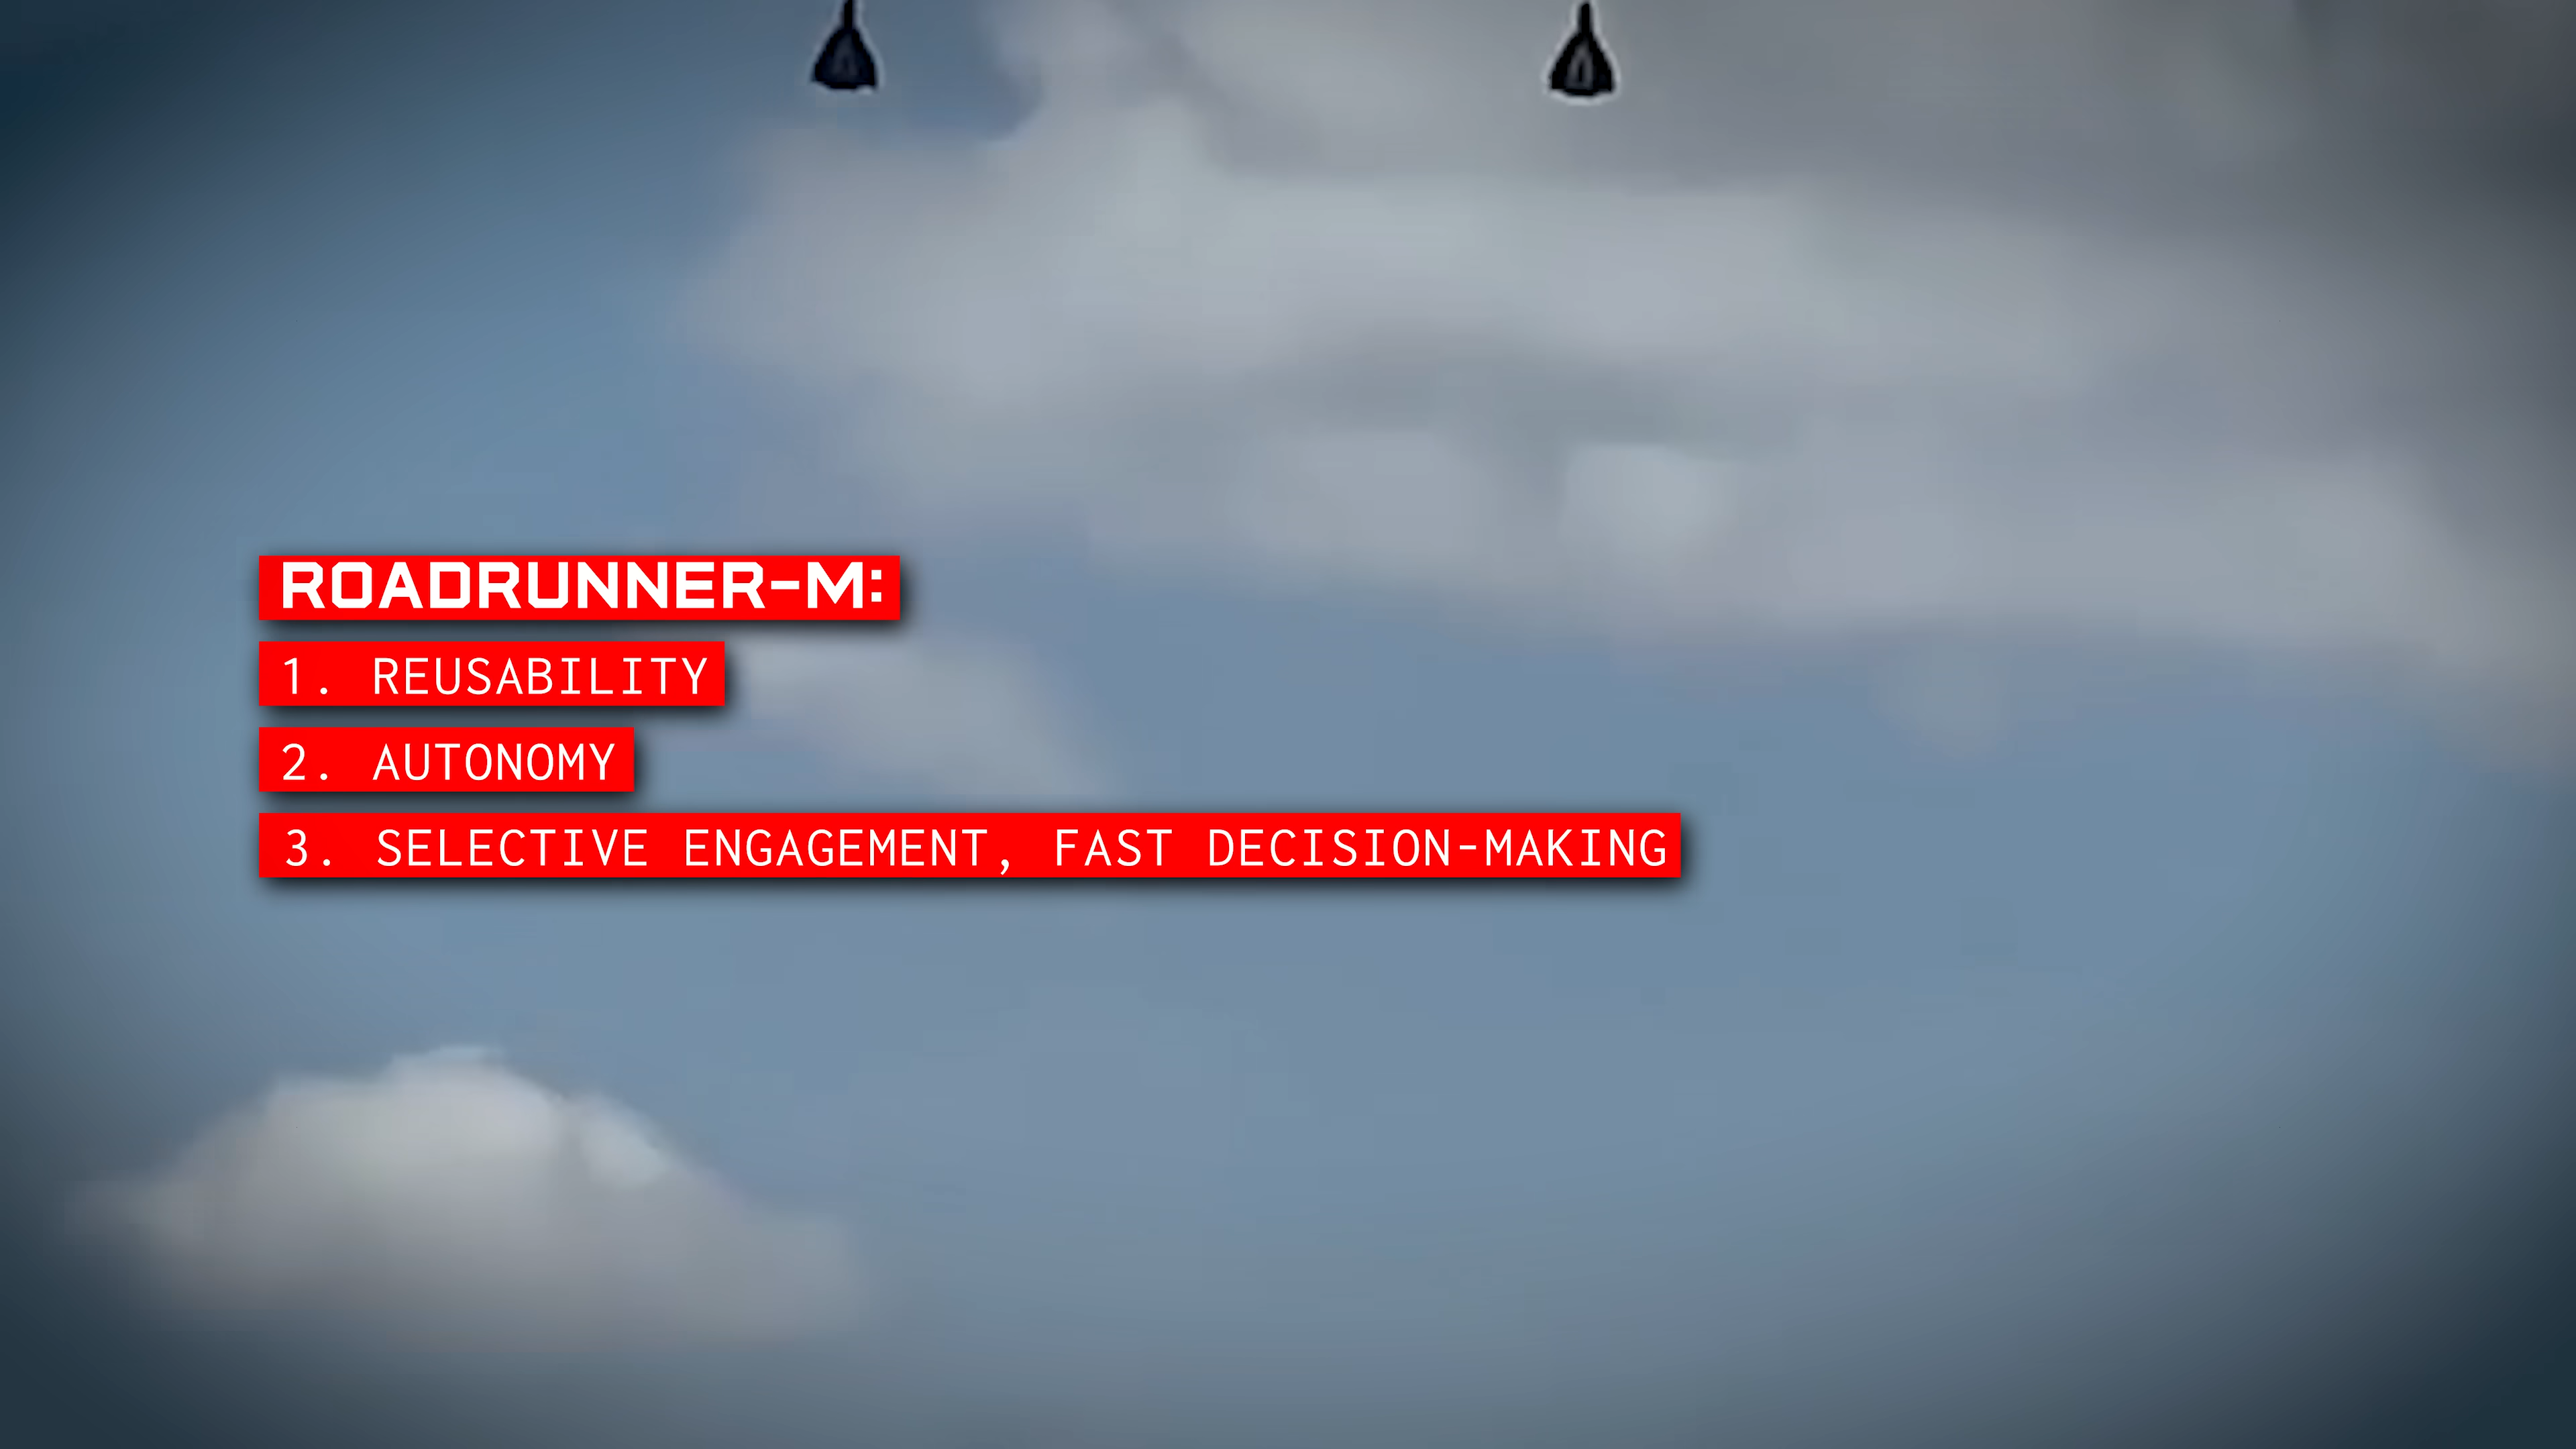 ROADRUNNER-M:
1. REUSABILITY
2. AUTONOMY
3. SELECTIVE ENGAGEMENT, FAST DECISION-MAKING